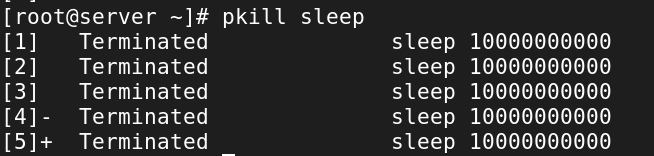 [root@server ~]# pkill sleep
[1]   Terminated              sleep 10000000000
[2]   Terminated              sleep 10000000000
[3]   Terminated              sleep 10000000000
[4]-  Terminated              sleep 10000000000
[5]+  Terminated              sleep 10000000000